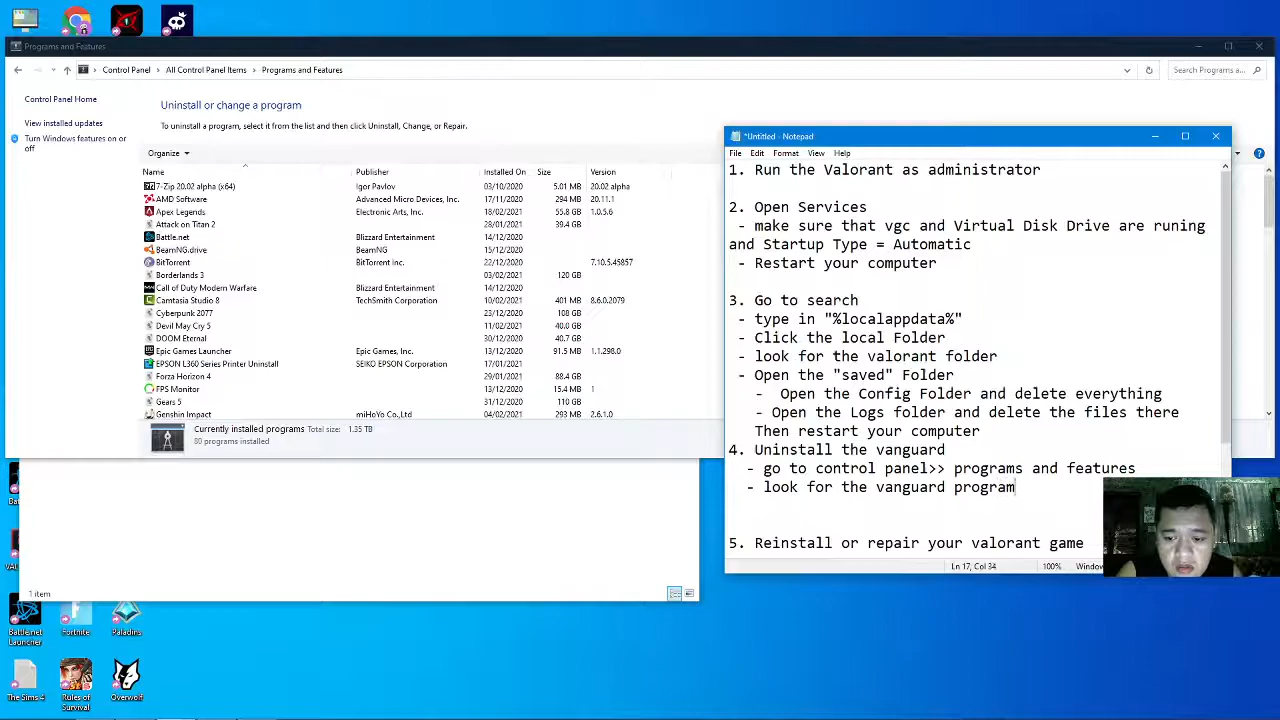 Programs and Features
Control Panel
All Control Panel Items
Programs and Features
Search Programs a...
Control Panel Home
View installed updates
Turn Windows features on or
off
Uninstall or change a program
To uninstall a program, select it from the list and then click Uninstall, Change, or Repair.
Organize
Name Publisher Installed On Size Version
7-Zip 20.02 alpha (x64) Igor Pavlov 03/10/2020 5.01 MB 20.02 alpha
AMD Software Advanced Micro Devices, Inc. 17/11/2020 294 MB 20.11.1
Apex Legends Electronic Arts, Inc. 18/02/2021 55.8 GB 1.0.5.6
Attack on Titan 2 28/01/2021 39.4 GB
Battle.net Blizzard Entertainment 14/12/2020
BeamNG.drive BeamNG 15/12/2020
BitTorrent BitTorrent Inc. 22/12/2020 7.10.5.45857
Borderlands 3 03/02/2021 120 GB
Call of Duty Modern Warfare Blizzard Entertainment 14/12/2020
Camtasia Studio 8 TechSmith Corporation 10/02/2021 401 MB 8.6.0.2079
Cyberpunk 2077 23/12/2020 108 GB
Devil May Cry 5 11/02/2021 40.0 GB
DOOM Eternal 14/12/2020 40.7 GB
Epic Games Launcher Epic Games, Inc. 13/12/2020 91.5 MB 1.1.298.0
EPSON L360 Series Printer Uninstall SEIKO EPSON Corporation 17/01/2021
Forza Horizon 4 29/01/2021 88.4 GB
FPS Monitor 13/12/2020 15.4 MB 1
Gears 5 31/01/2021 110 GB
Genshin Impact miHoYo Co.,Ltd 04/02/2021 293 MB 2.6.1.0
Currently installed programs Total size: 1.35 TB
80 programs installed
*Untitled - Notepad
File Edit Format View Help
1. Run the Valorant as administrator
2. Open Services
- make sure that vgc and Virtual Disk Drive are runing
and Startup Type = Automatic
- Restart your computer
3. Go to search
- type in "%localappdata%"
- Click the local Folder
- look for the valorant folder
- Open the "saved" Folder
- Open the Config Folder and delete everything
- Open the Logs folder and delete the files there
Then restart your computer
4. Uninstall the vanguard
- go to control panel>> programs and features
- look for the vanguard program
5. Reinstall or repair your valorant game
Ln 17, Col 34 100% Window
1 item
Battle.net
Launcher
Fortnite
Paladins
The Sims 4
Rules of
Survival
Overwolf